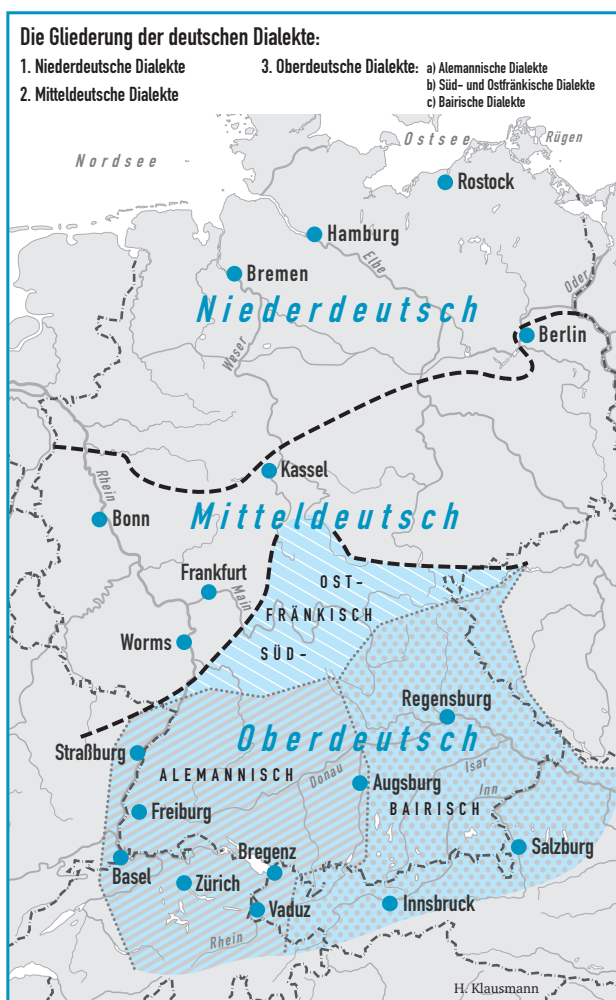 Die Gliederung der deutschen Dialekte:
1. Niederdeutsche Dialekte
2. Mitteldeutsche Dialekte
3. Oberdeutsche Dialekte:
a) Alemannische Dialekte
b) Süd- und Ostfränkische Dialekte
c) Bairische Dialekte
Ostsee
Rügen
Nordsee
Rostock
Hamburg
Elbe
Bremen
Oder
Niederdeutsch
Berlin
Weser
Kassel
Rhein
Bonn
Mitteldeutsch
Frankfurt
OST-
Main
FRÄNKISCH
Worms
SÜD-
Regensburg
Oberdeutsch
Straßburg
ALEMANNISCH
Donau
Isar
Augsburg
Inn
BAIRISCH
Freiburg
Bregenz
Salzburg
Basel
Zürich
Vaduz
Innsbruck
Rhein
H. Klausmann